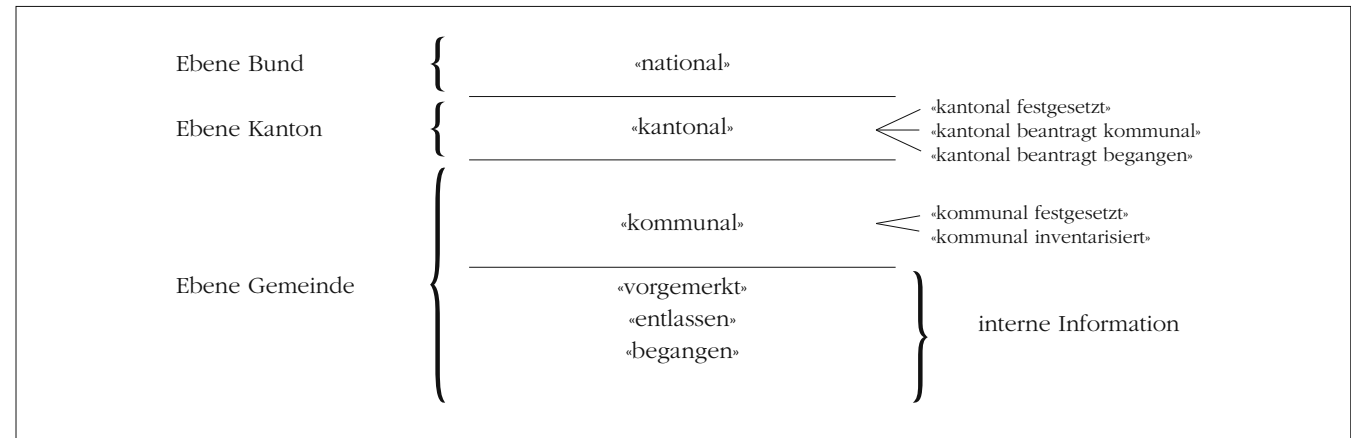 Ebene Bund
«national»
Ebene Kanton
«kantonal»
«kantonal festgesetzt»
«kantonal beantragt kommunal»
«kantonal beantragt begangen»
Ebene Gemeinde
«kommunal»
«kommunal festgesetzt»
«kommunal inventarisiert»
«vorgemerkt»
«entlassen»
«begangen»
interne Information